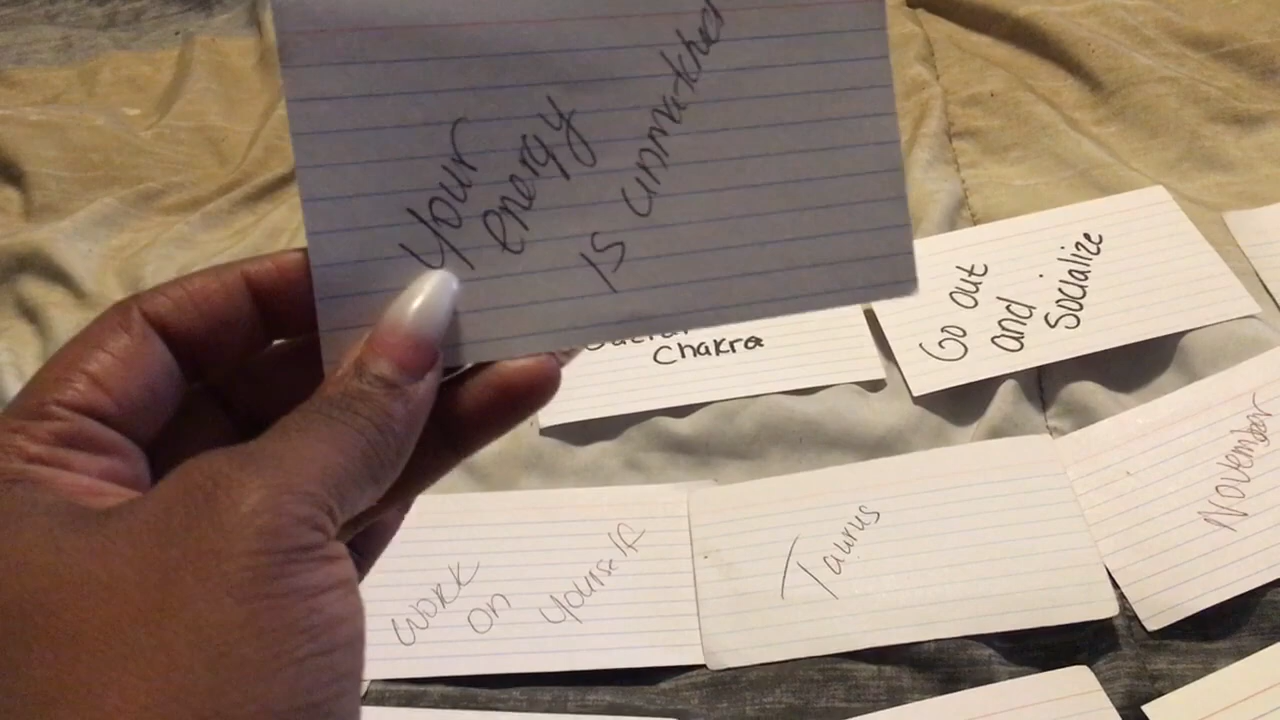 Your
energy
is unmatched
Chakra
Go out
and
Socialize
Work
on
Yourself
Taurus
November